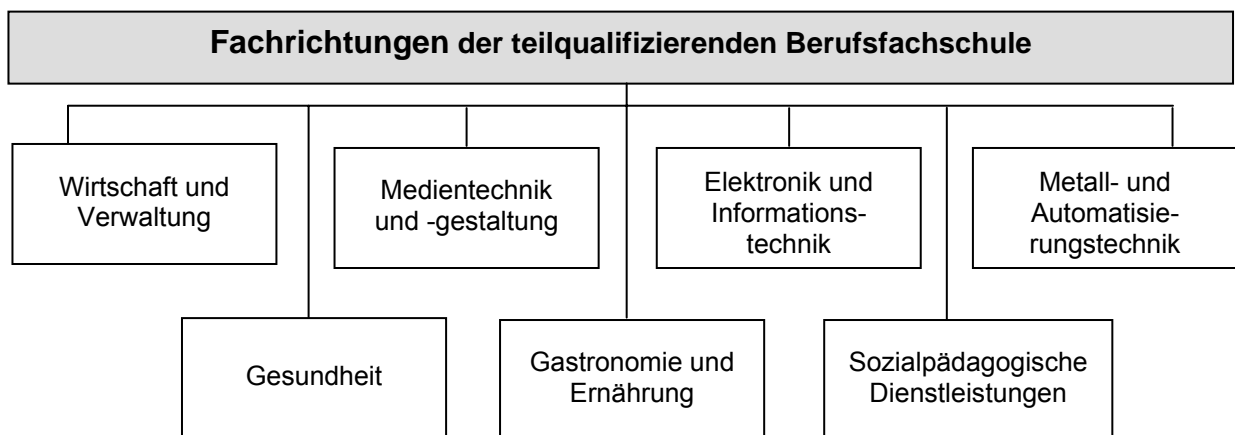 Fachrichtungen der teilqualifizierenden Berufsfachschule
Wirtschaft und
Verwaltung
Medientechnik
und -gestaltung
Elektronik und
Informations-
technik
Metall- und
Automatisie-
rungstechnik
Gesundheit
Gastronomie und
Ernährung
Sozialpädagogische
Dienstleistungen